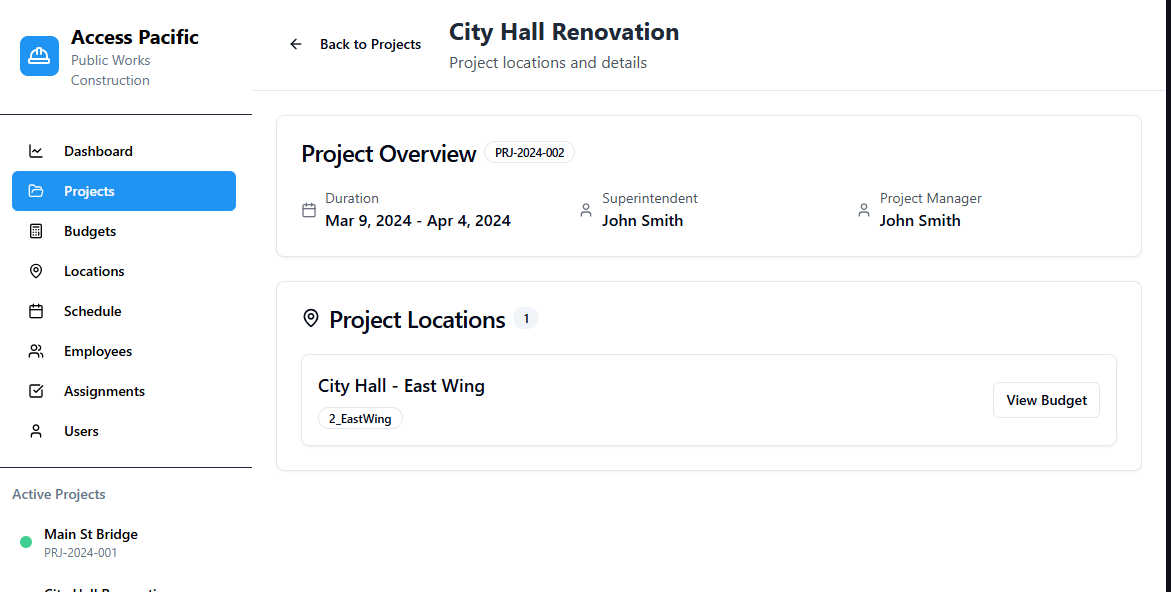 Access Pacific
Public Works
Construction
Dashboard
Projects
Budgets
Locations
Schedule
Employees
Assignments
Users
Active Projects
Main St Bridge
PRJ-2024-001
Back to Projects
City Hall Renovation
Project locations and details
Project Overview PRJ-2024-002
Duration
Mar 9, 2024 - Apr 4, 2024
Superintendent
John Smith
Project Manager
John Smith
Project Locations 1
City Hall - East Wing
2_EastWing
View Budget